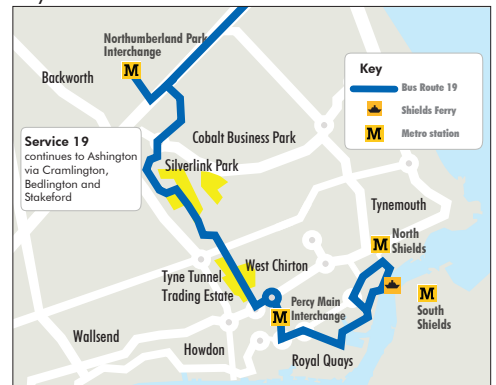 Northumberland Park
Interchange
M
Backworth
Key
Bus Route 19
Shields Ferry
M
Metro station
Service 19
continues to Ashington
via Cramlington,
Bedlington and
Stakeford
Cobalt Business Park
Silverlink Park
Tynemouth
M
North
Shields
West Chirton
Tyne Tunnel
Trading Estate
M
Percy Main
Interchange
M
South
Shields
Wallsend
Howdon
Royal Quays